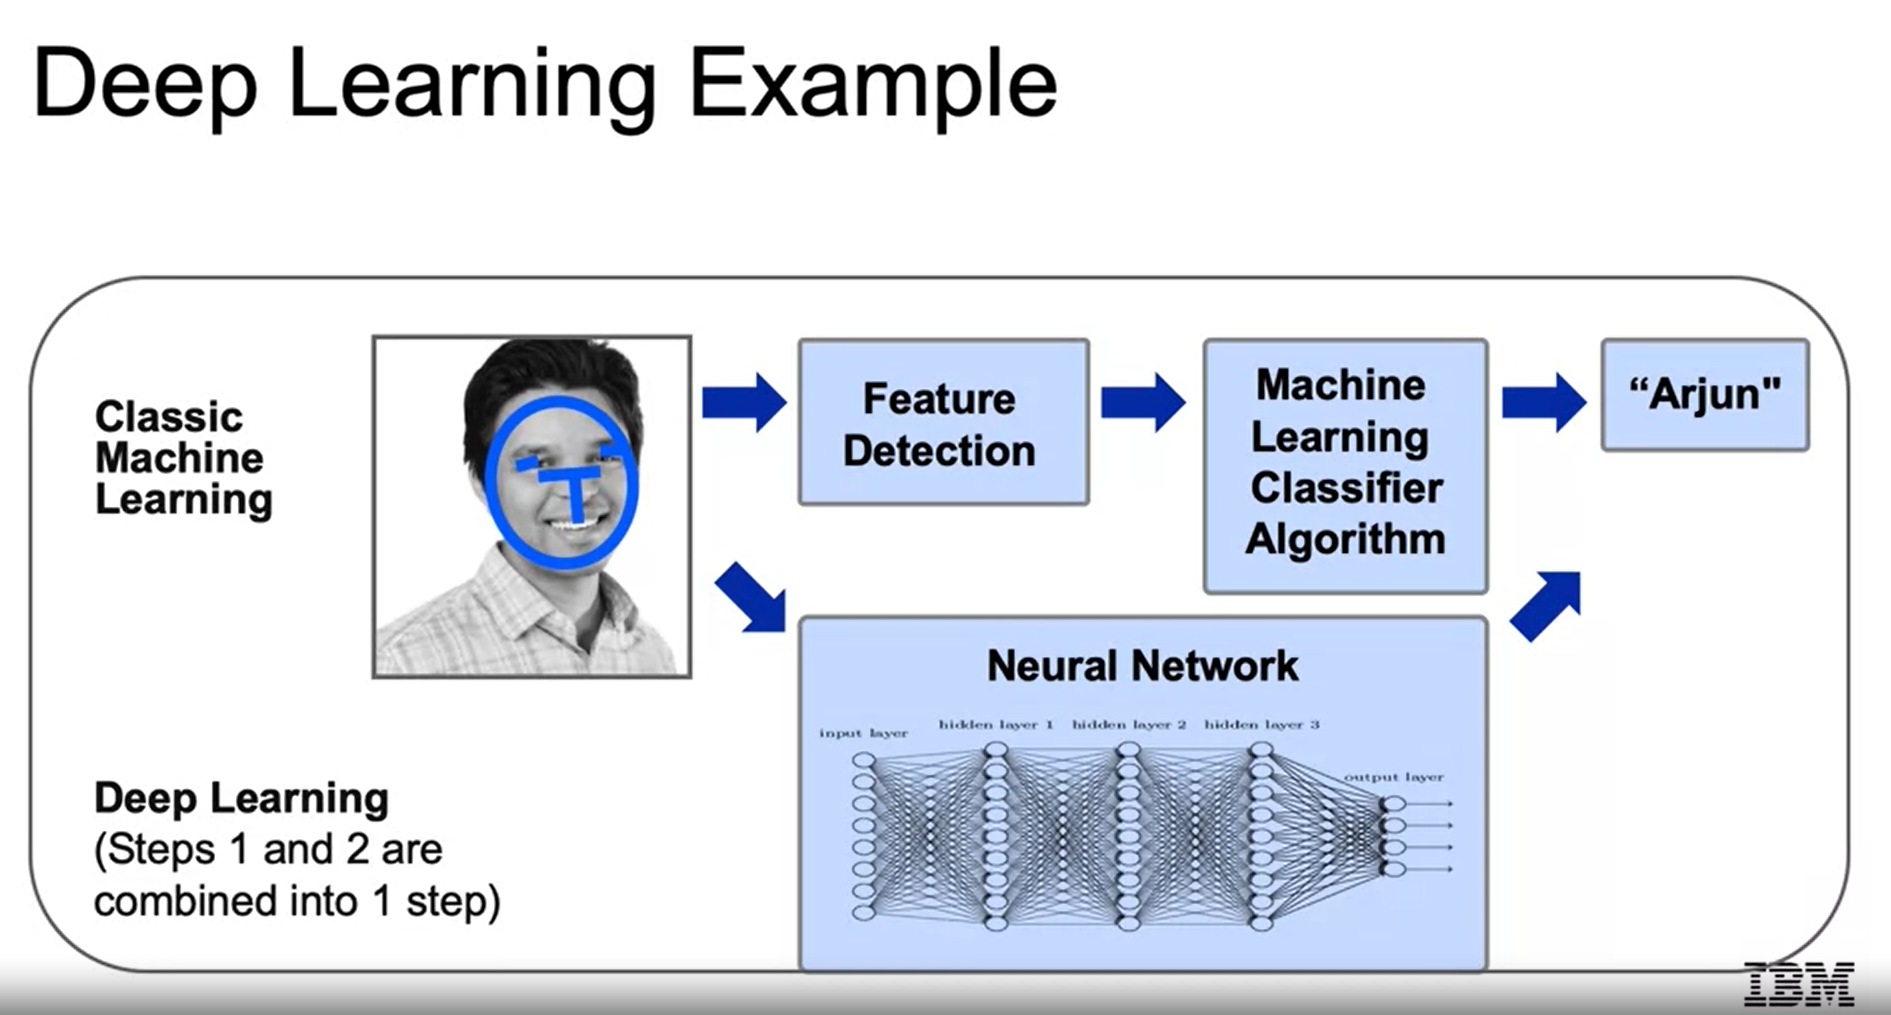 Deep Learning Example
Classic
Machine
Learning
Feature
Detection
Machine
Learning
Classifier
Algorithm
“Arjun"
Neural Network
input layer
hidden layer 1
hidden layer 2
hidden layer 3
output layer
Deep Learning
(Steps 1 and 2 are
combined into 1 step)
IBM